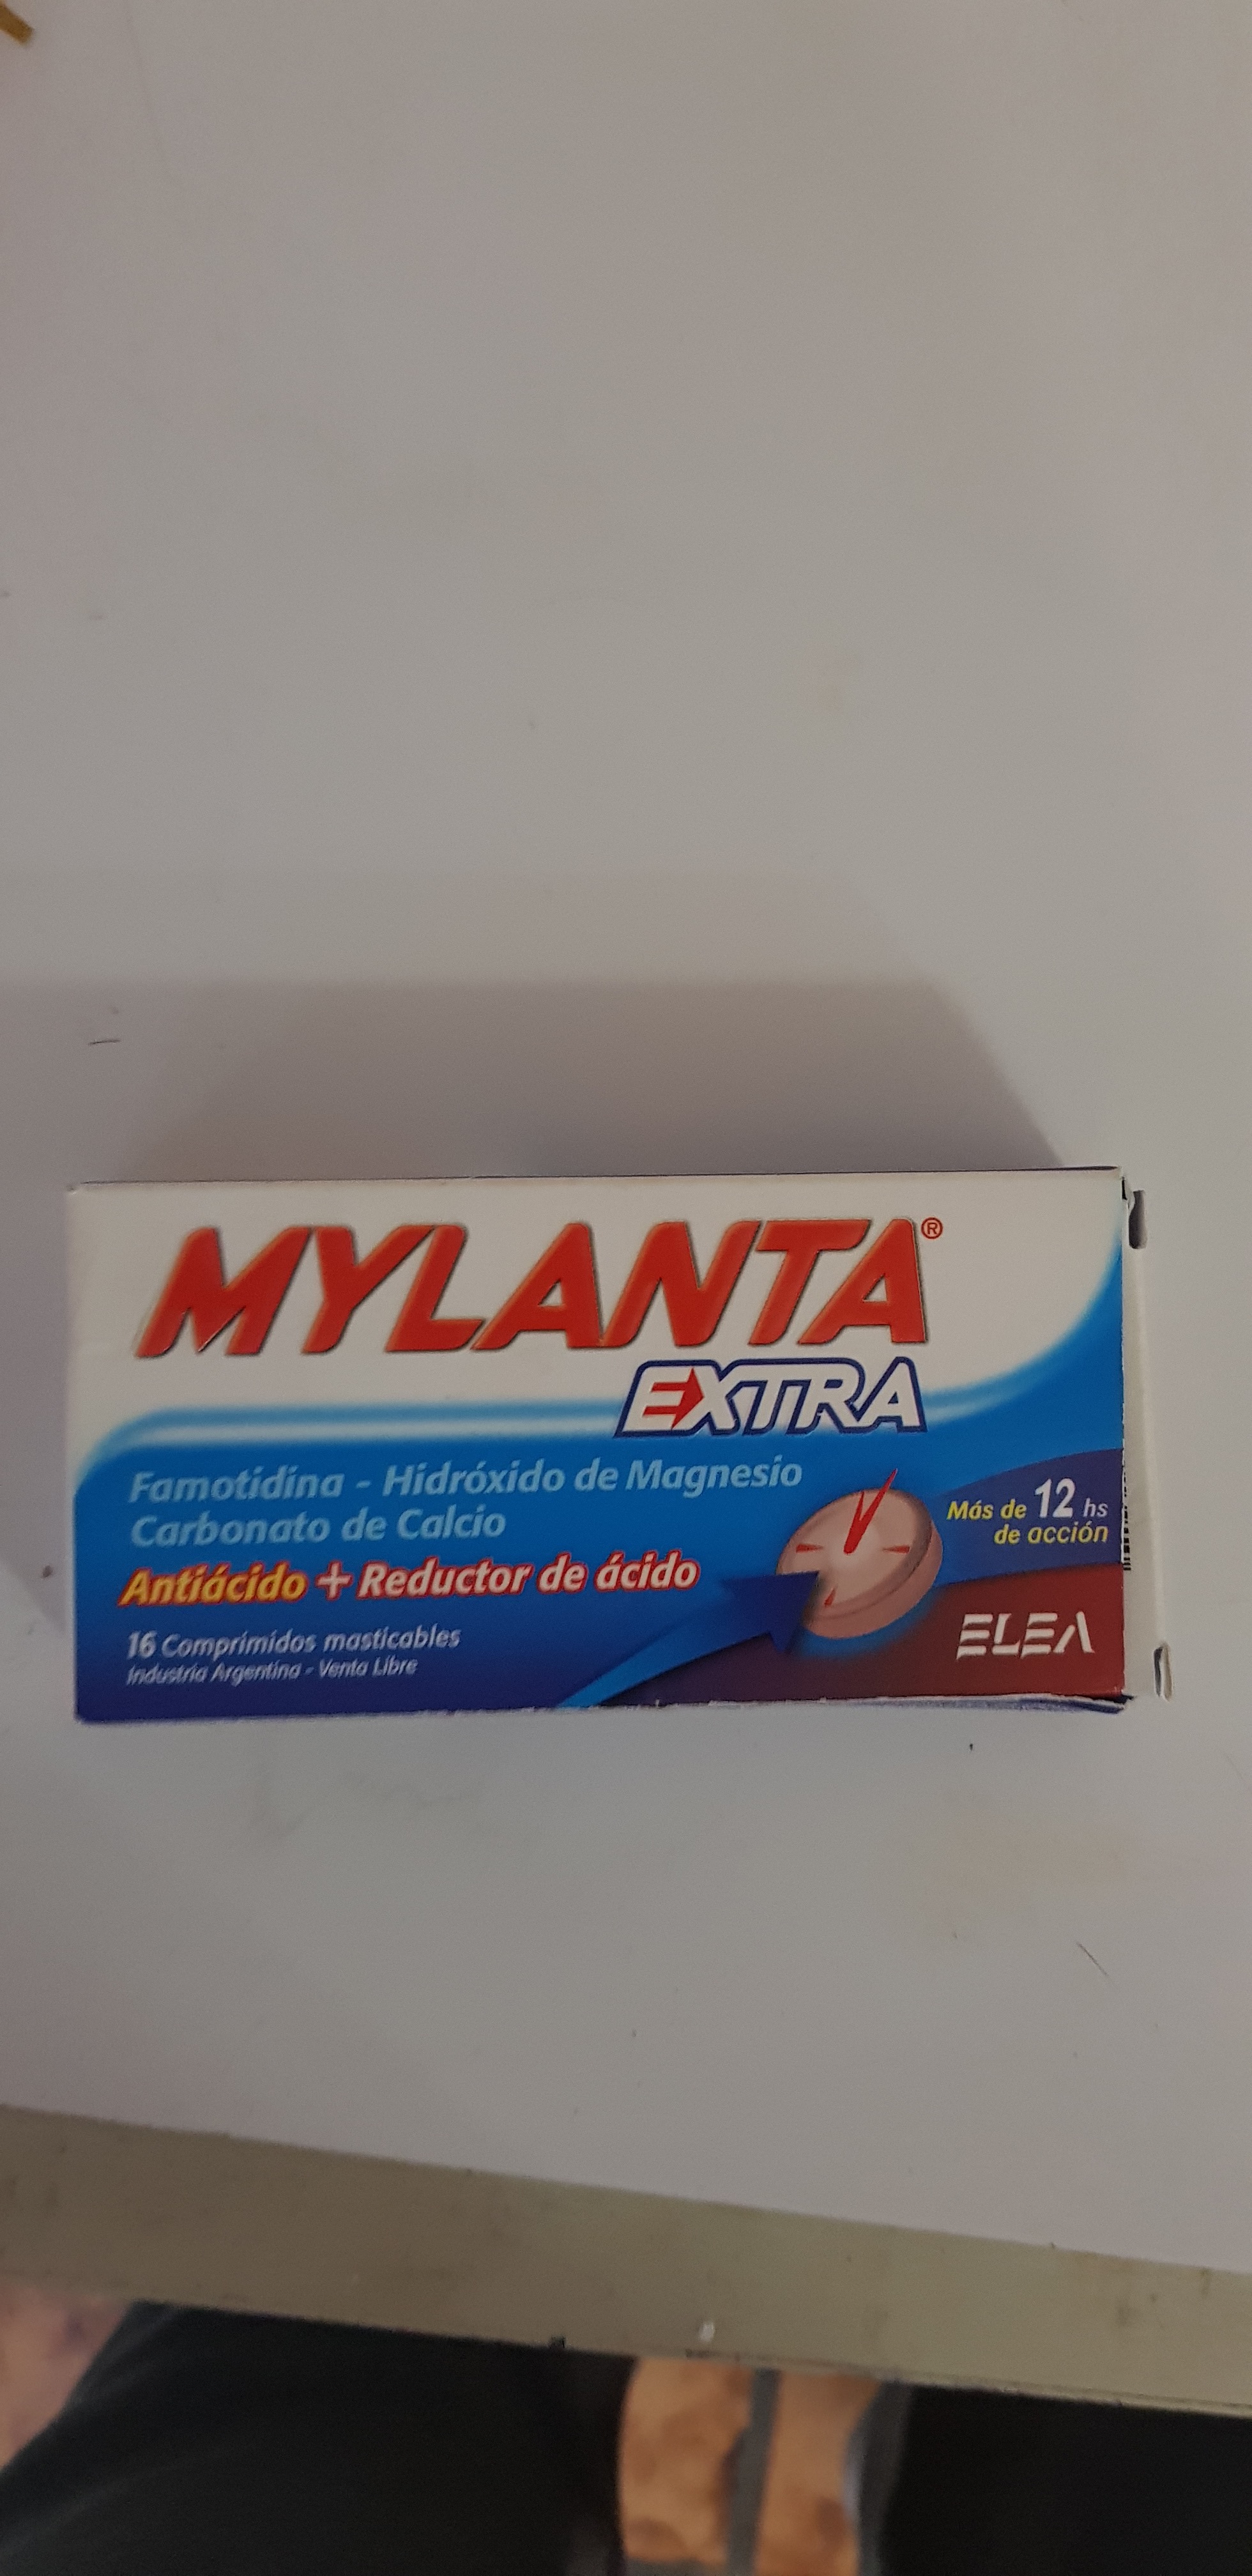 MYLANTA®
EXTRA
Famotidina - Hidróxido de Magnesio
Carbonato de Calcio
Antiácido + Reductor de ácido
16 Comprimidos masticables
Industria Argentina - Venta Libre
Más de 12 hs
de acción
ELEA